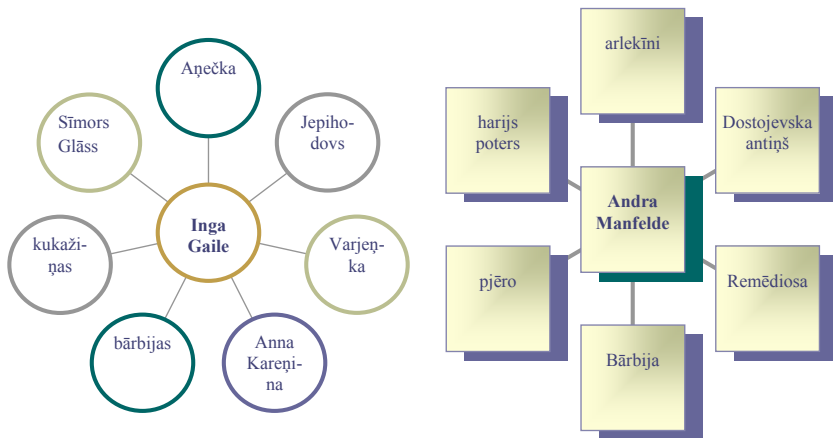 Aņečka
Sīmors
Glāss
Jepiho-
dovs
Inga
Gaile
kukaži-
ņas
Varjeņ-
ka
bārbijas
Anna
Kareņi-
na
arlekīni
harijs
poters
Dostojevska
antiņš
Andra
Manfelde
pjēro
Remēdiosa
Bārbija